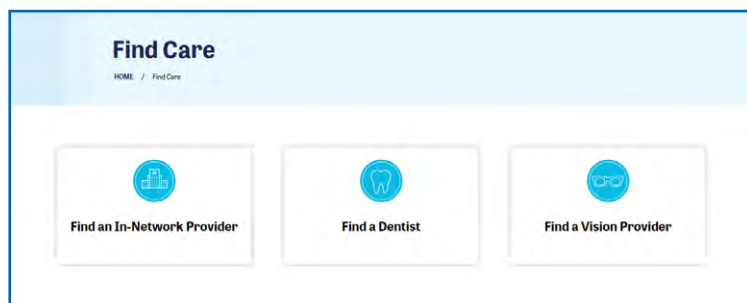 Find Care
HOME / Find Care
Find an In-Network Provider
Find a Dentist
Find a Vision Provider